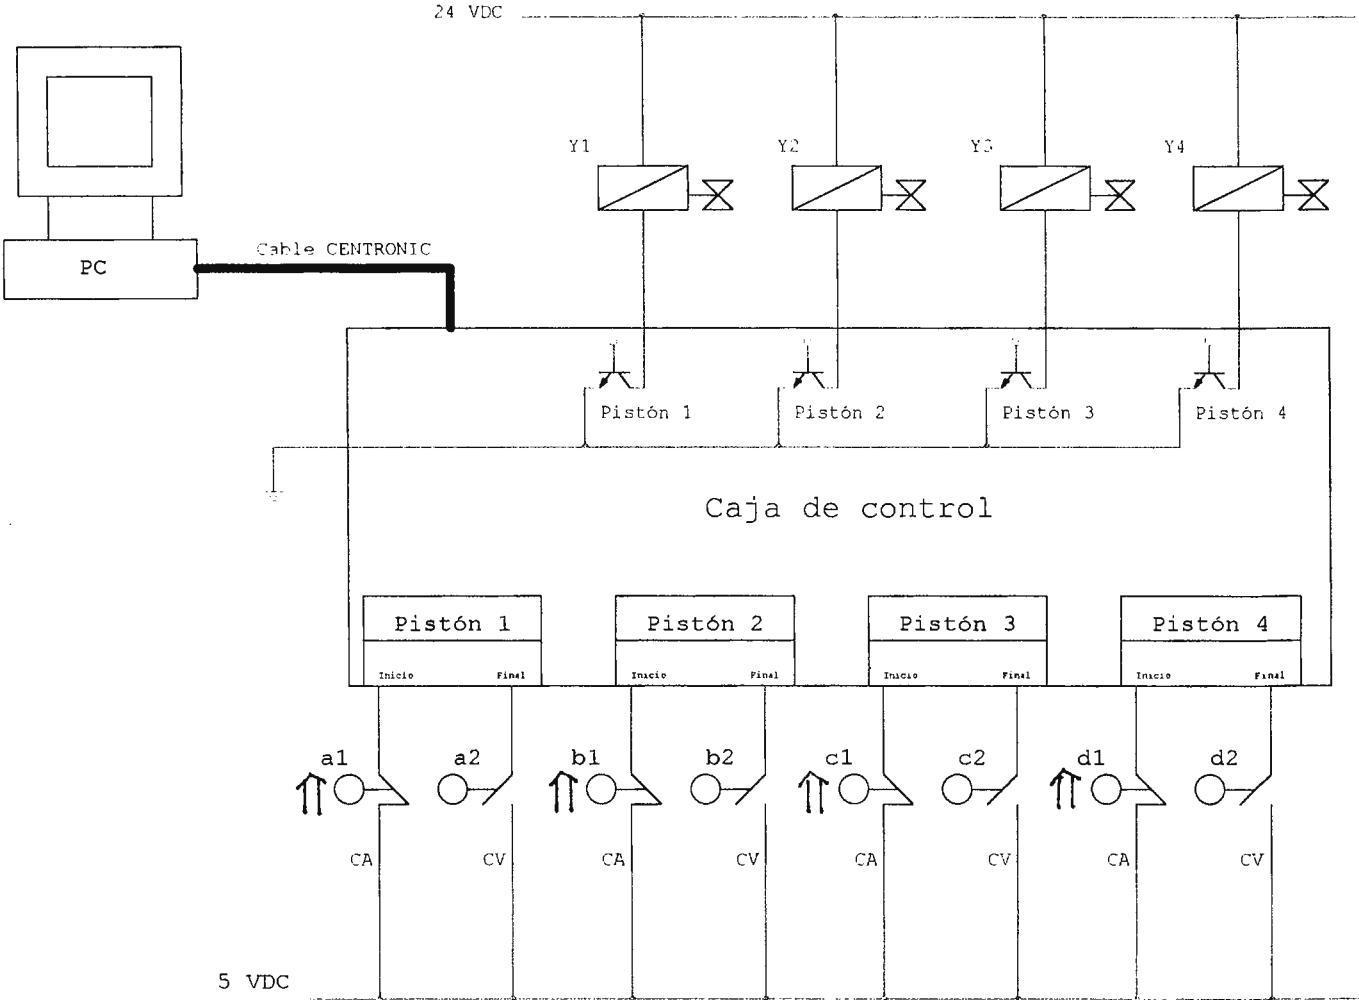 24 VDC
Y1
Y2
Y3
Y4
Cable CENTRONIC
PC
Pistón 1
Pistón 2
Pistón 3
Pistón 4
Caja de control
Pistón 1
Pistón 2
Pistón 3
Pistón 4
Inicio
Final
Inicio
Final
Inicio
Final
Inicio
Final
a1
a2
b1
b2
c1
c2
d1
d2
CA
CV
CA
CV
CA
CV
CA
CV
5 VDC